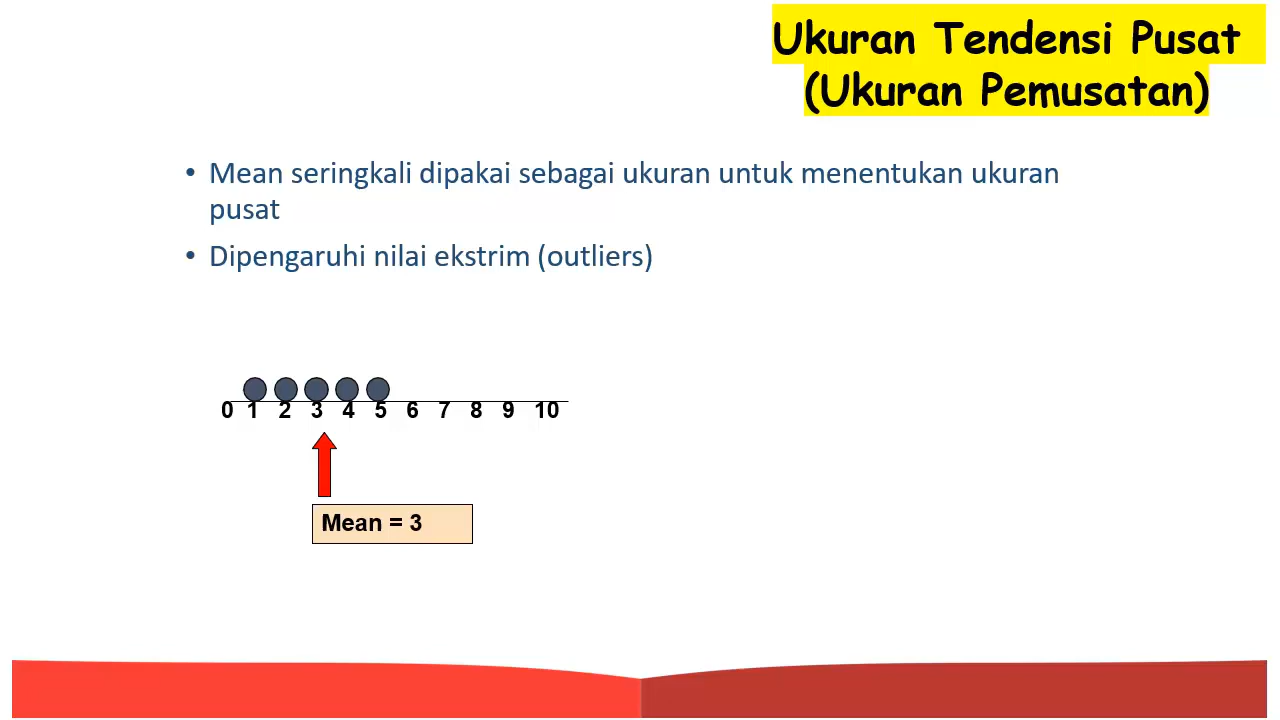 Ukuran Tendensi Pusat
(Ukuran Pemusatan)
• Mean seringkali dipakai sebagai ukuran untuk menentukan ukuran
pusat
• Dipengaruhi nilai ekstrim (outliers)
0 1 2 3 4 5 6 7 8 9 10
Mean = 3